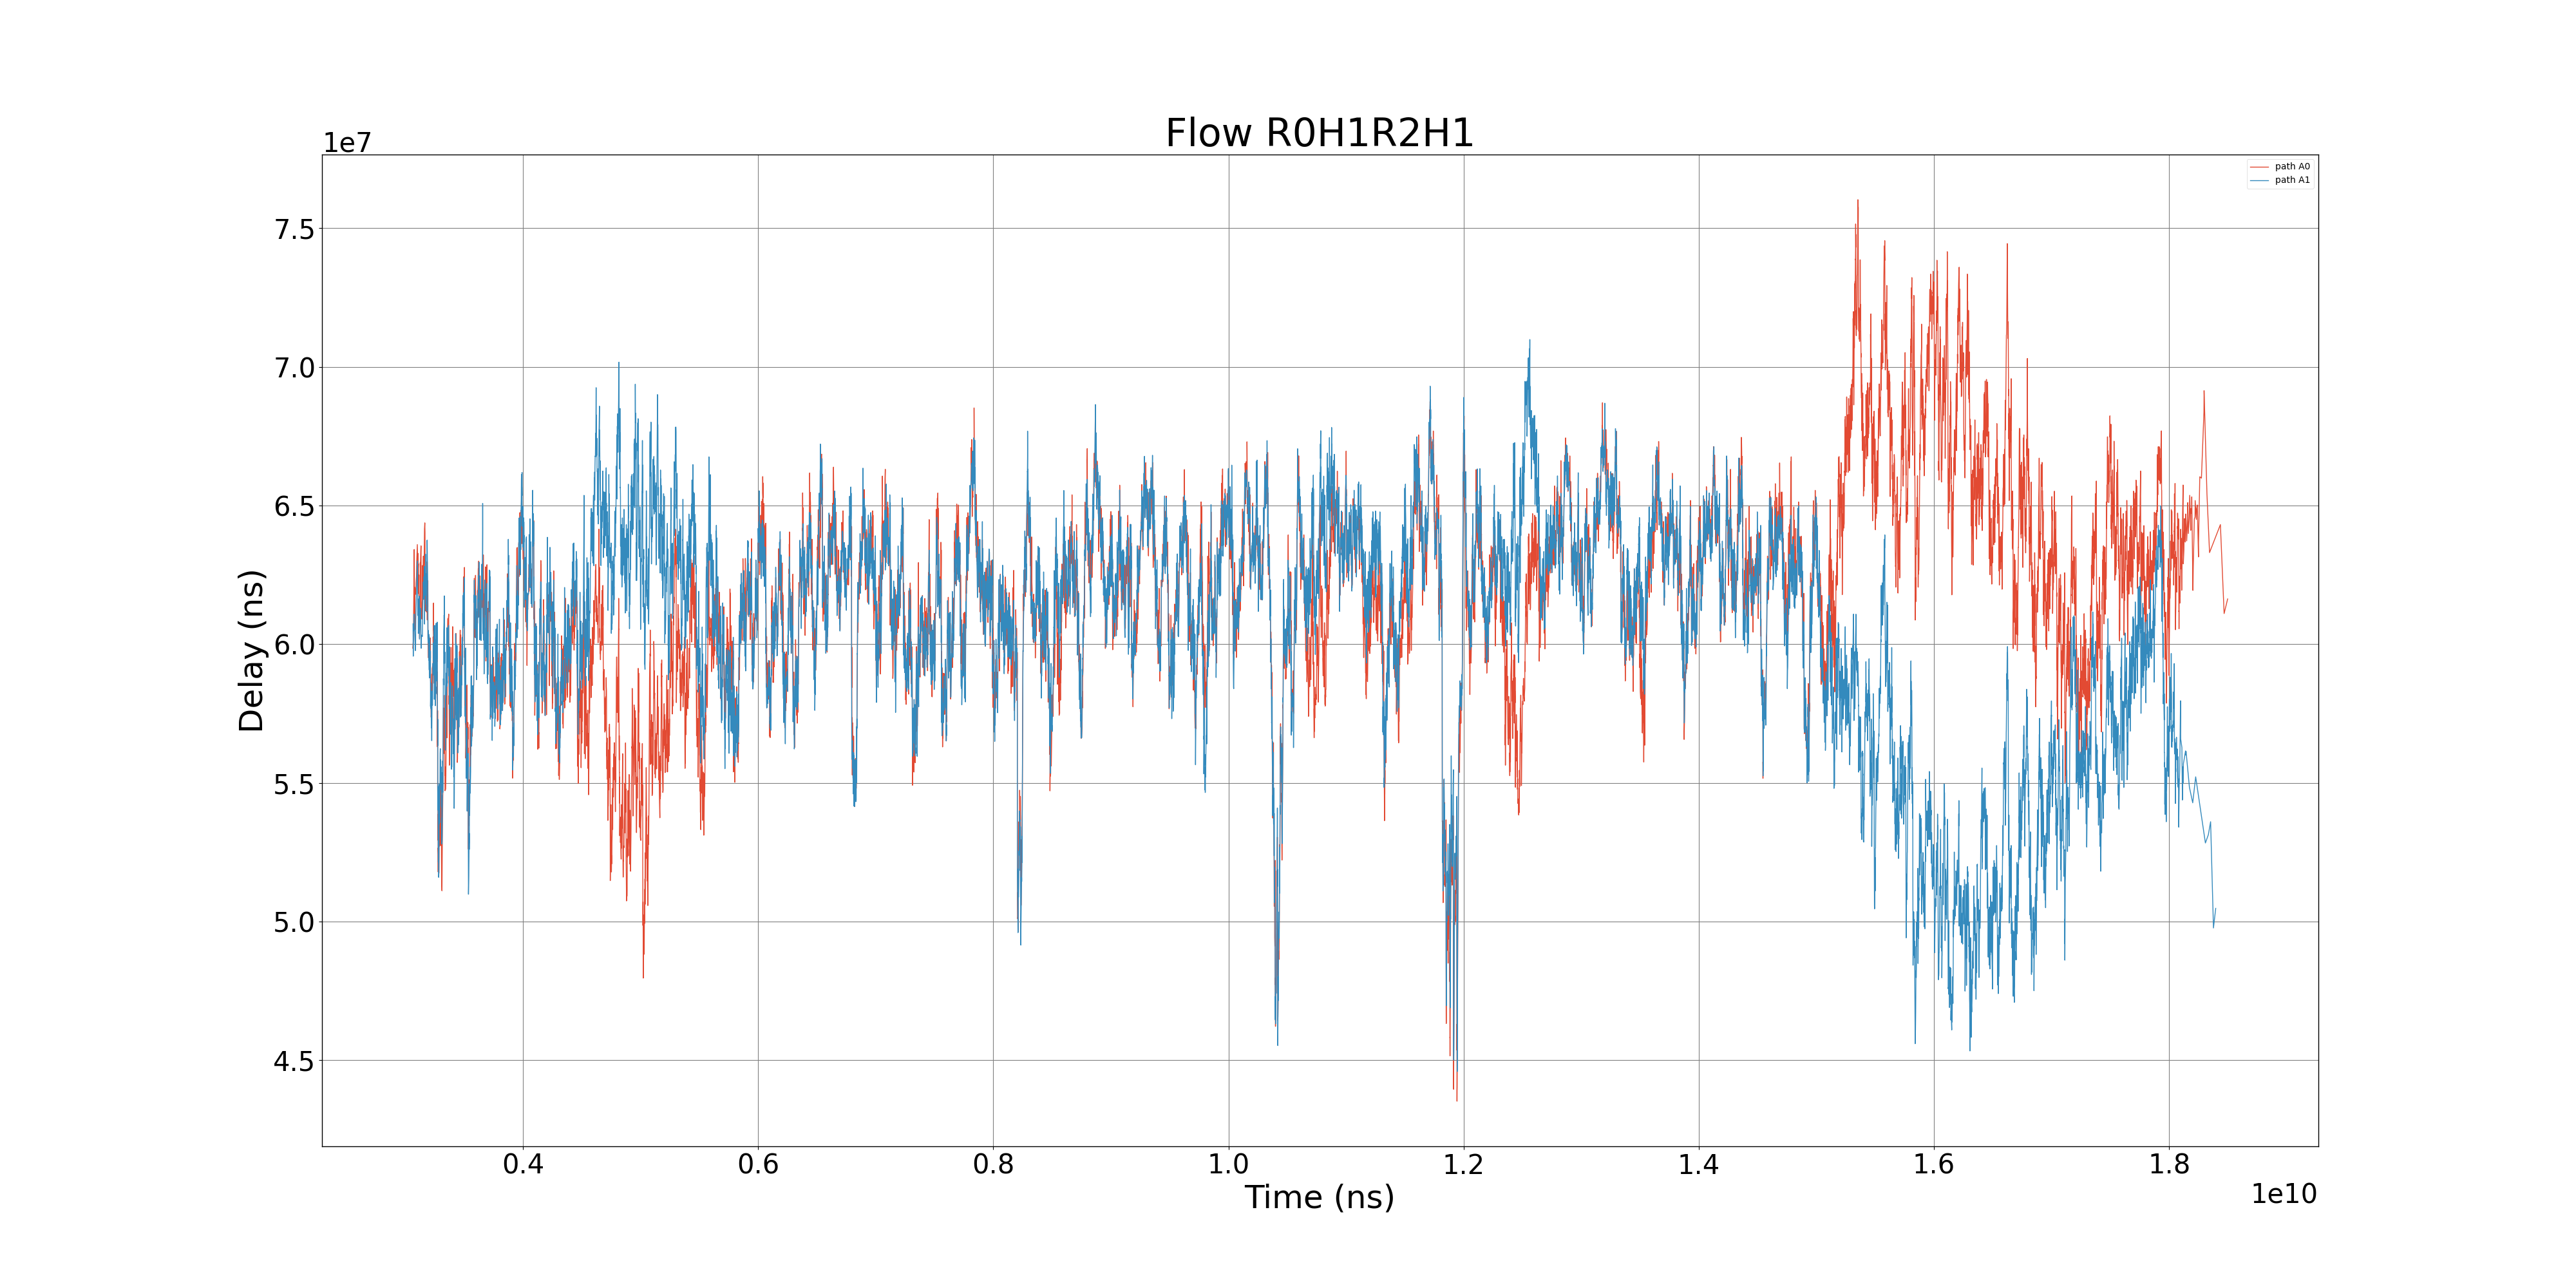 Flow R0H1R2H1
1e7
path A0
path A1
7.5
7.0
6.5
6.0
5.5
5.0
4.5
Delay (ns)
0.4 0.6 0.8 1.0 1.2 1.4 1.6 1.8
Time (ns)
1e10